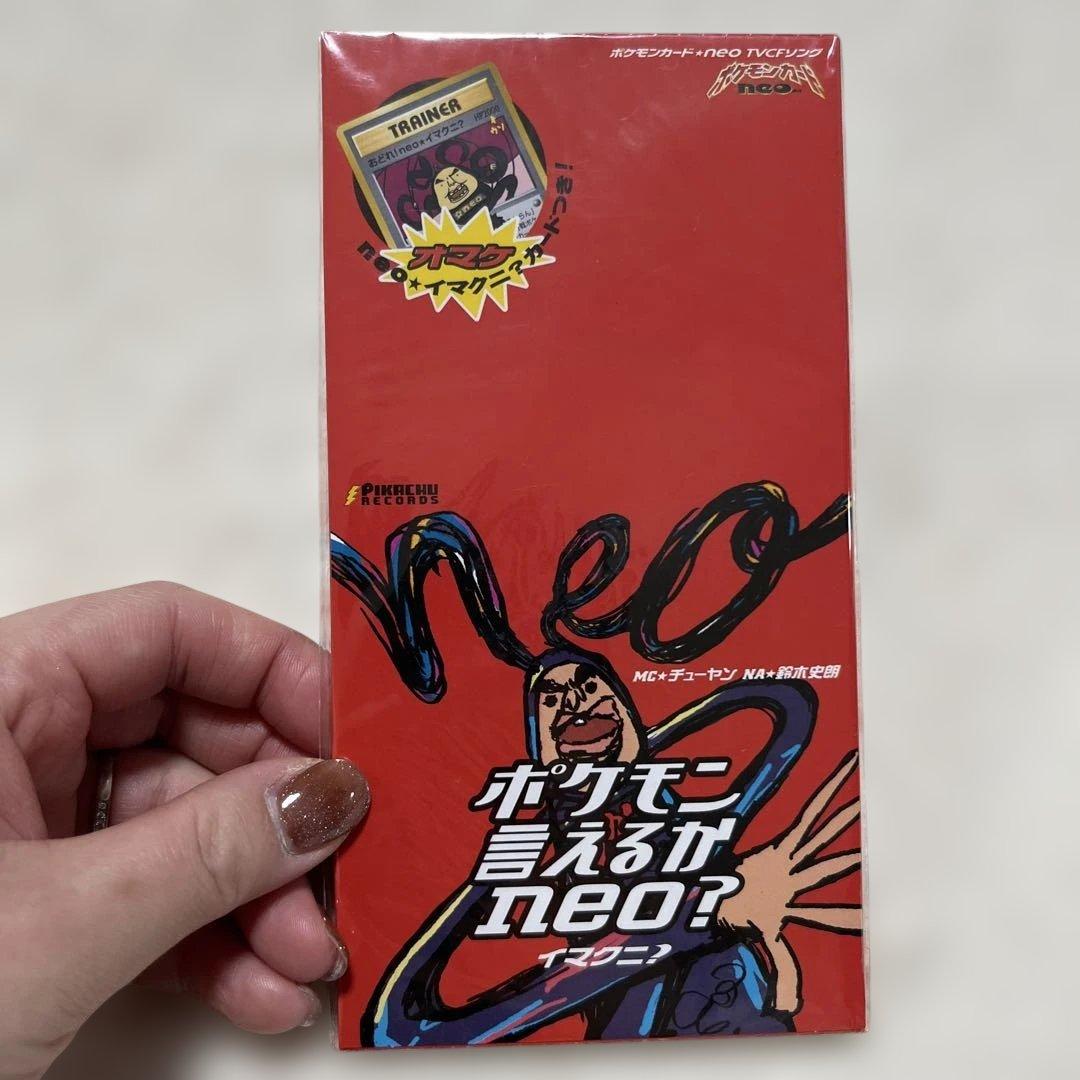 ポケモンカード★neo TVCFソング
ポケモンカード
neo
TRAINER
おどれ!neo★イマクニ?
HP2000
オマケ
neo★イマクニ?カードつき!
PIKACHU
RECORDS
neo
MC★チューヤン NA★鈴木史朗
ポケモン
言えるか
neo?
イマクニ?